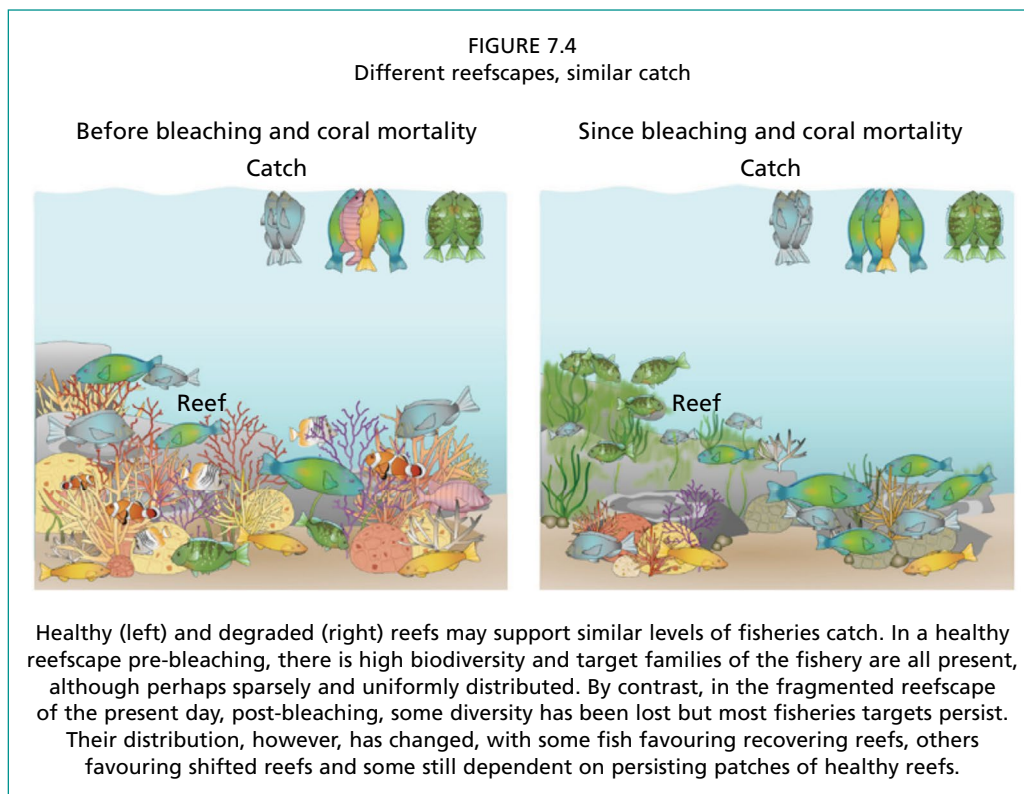 FIGURE 7.4
Different reefscapes, similar catch
Before bleaching and coral mortality
Catch
Reef
Since bleaching and coral mortality
Catch
Reef
Healthy (left) and degraded (right) reefs may support similar levels of fisheries catch. In a healthy
reefscape pre-bleaching, there is high biodiversity and target families of the fishery are all present,
although perhaps sparsely and uniformly distributed. By contrast, in the fragmented reefscape
of the present day, post-bleaching, some diversity has been lost but most fisheries targets persist.
Their distribution, however, has changed, with some fish favouring recovering reefs, others
favouring shifted reefs and some still dependent on persisting patches of healthy reefs.